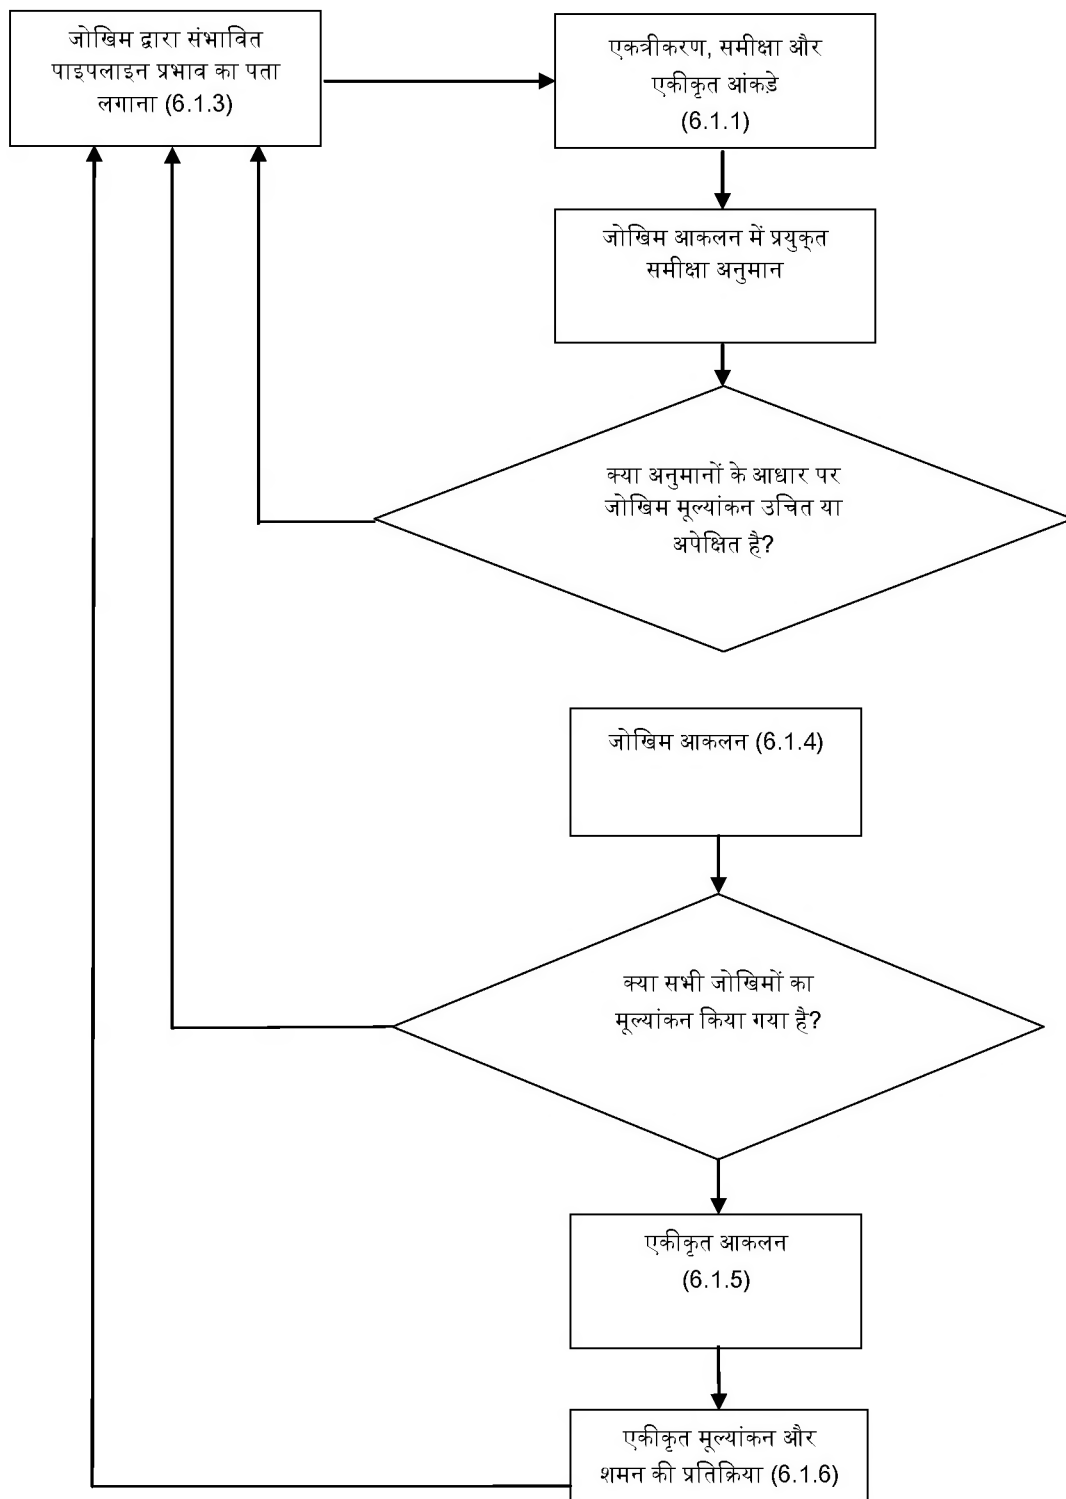 जोखिम द्वारा संभावित
पाइपलाइन प्रभाव का पता
लगाना (6.1.3)
एकत्रीकरण, समीक्षा और
एकीकृत आंकड़े
(6.1.1)
जोखिम आकलन में प्रयुक्त
समीक्षा अनुमान
क्या अनुमानों के आधार पर
जोखिम मूल्यांकन उचित या
अपेक्षित है?
जोखिम आकलन (6.1.4)
क्या सभी जोखिमों का
मूल्यांकन किया गया है?
एकीकृत आकलन
(6.1.5)
एकीकृत मूल्यांकन और
शमन की प्रतिक्रिया (6.1.6)